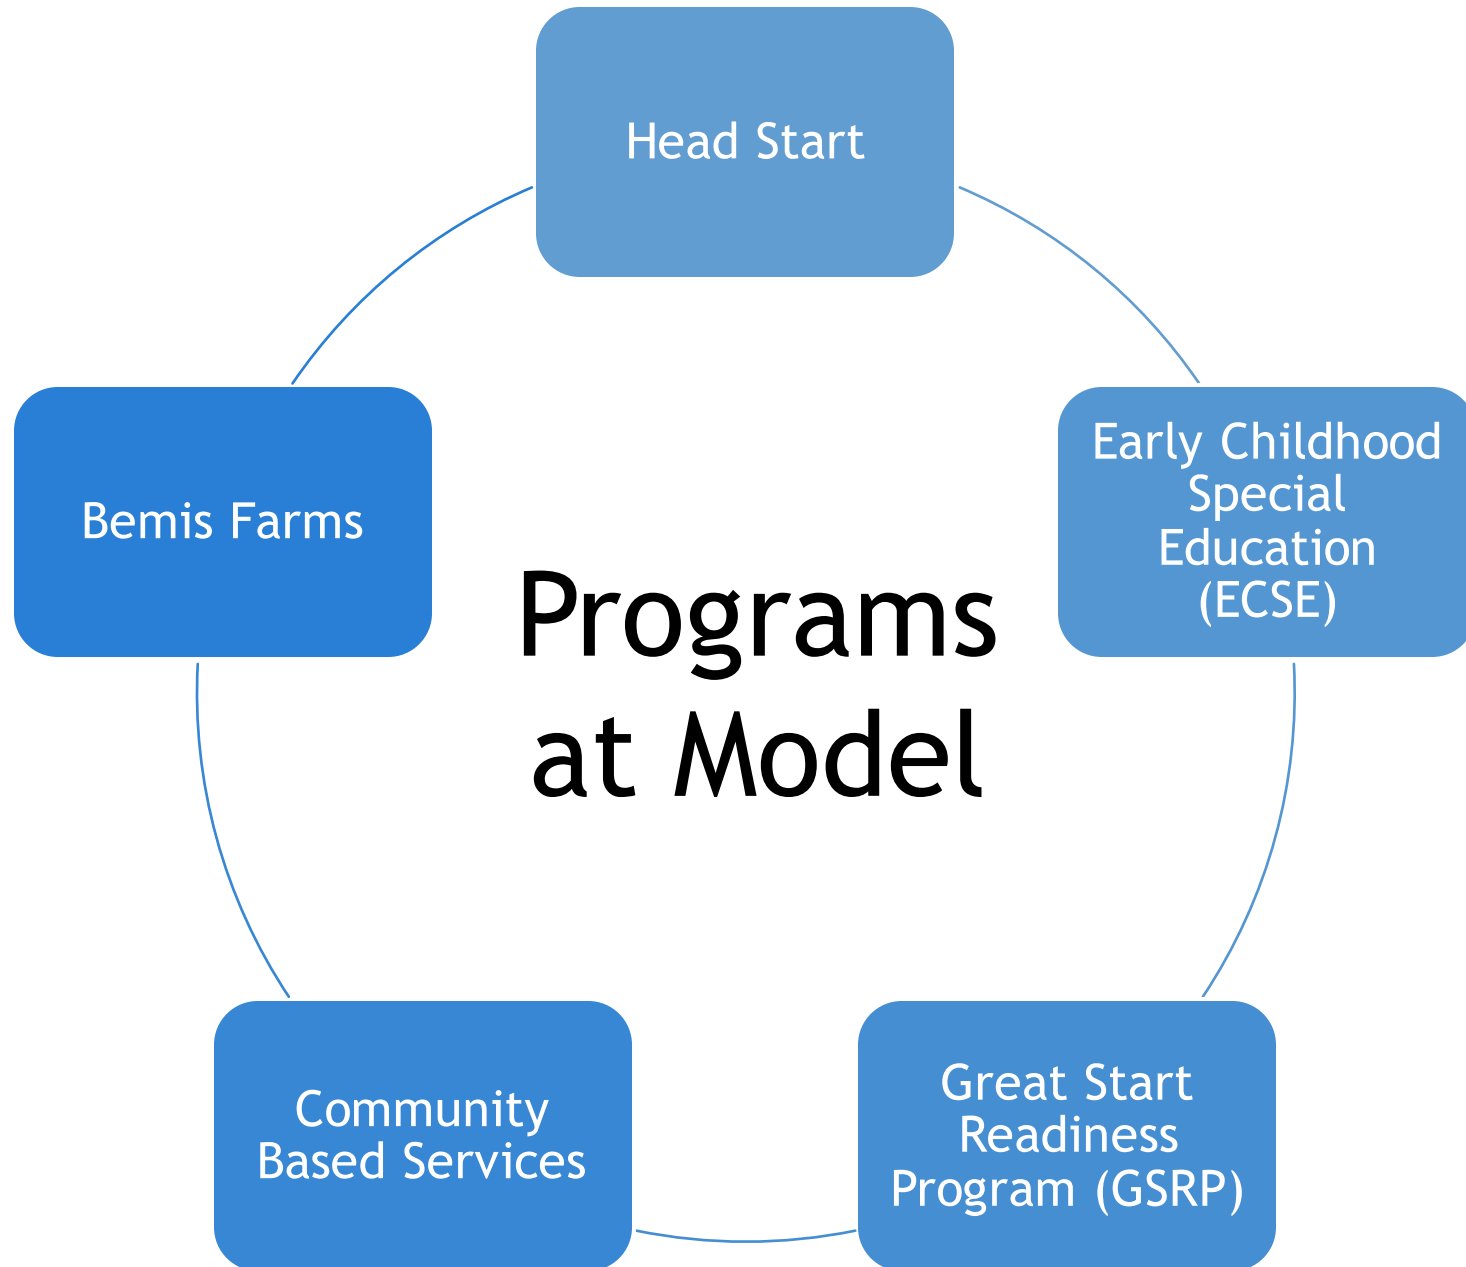 Head Start
Early Childhood
Special
Education
(ECSE)
Great Start
Readiness
Program (GSRP)
Community
Based Services
Bemis Farms
Programs
at Model